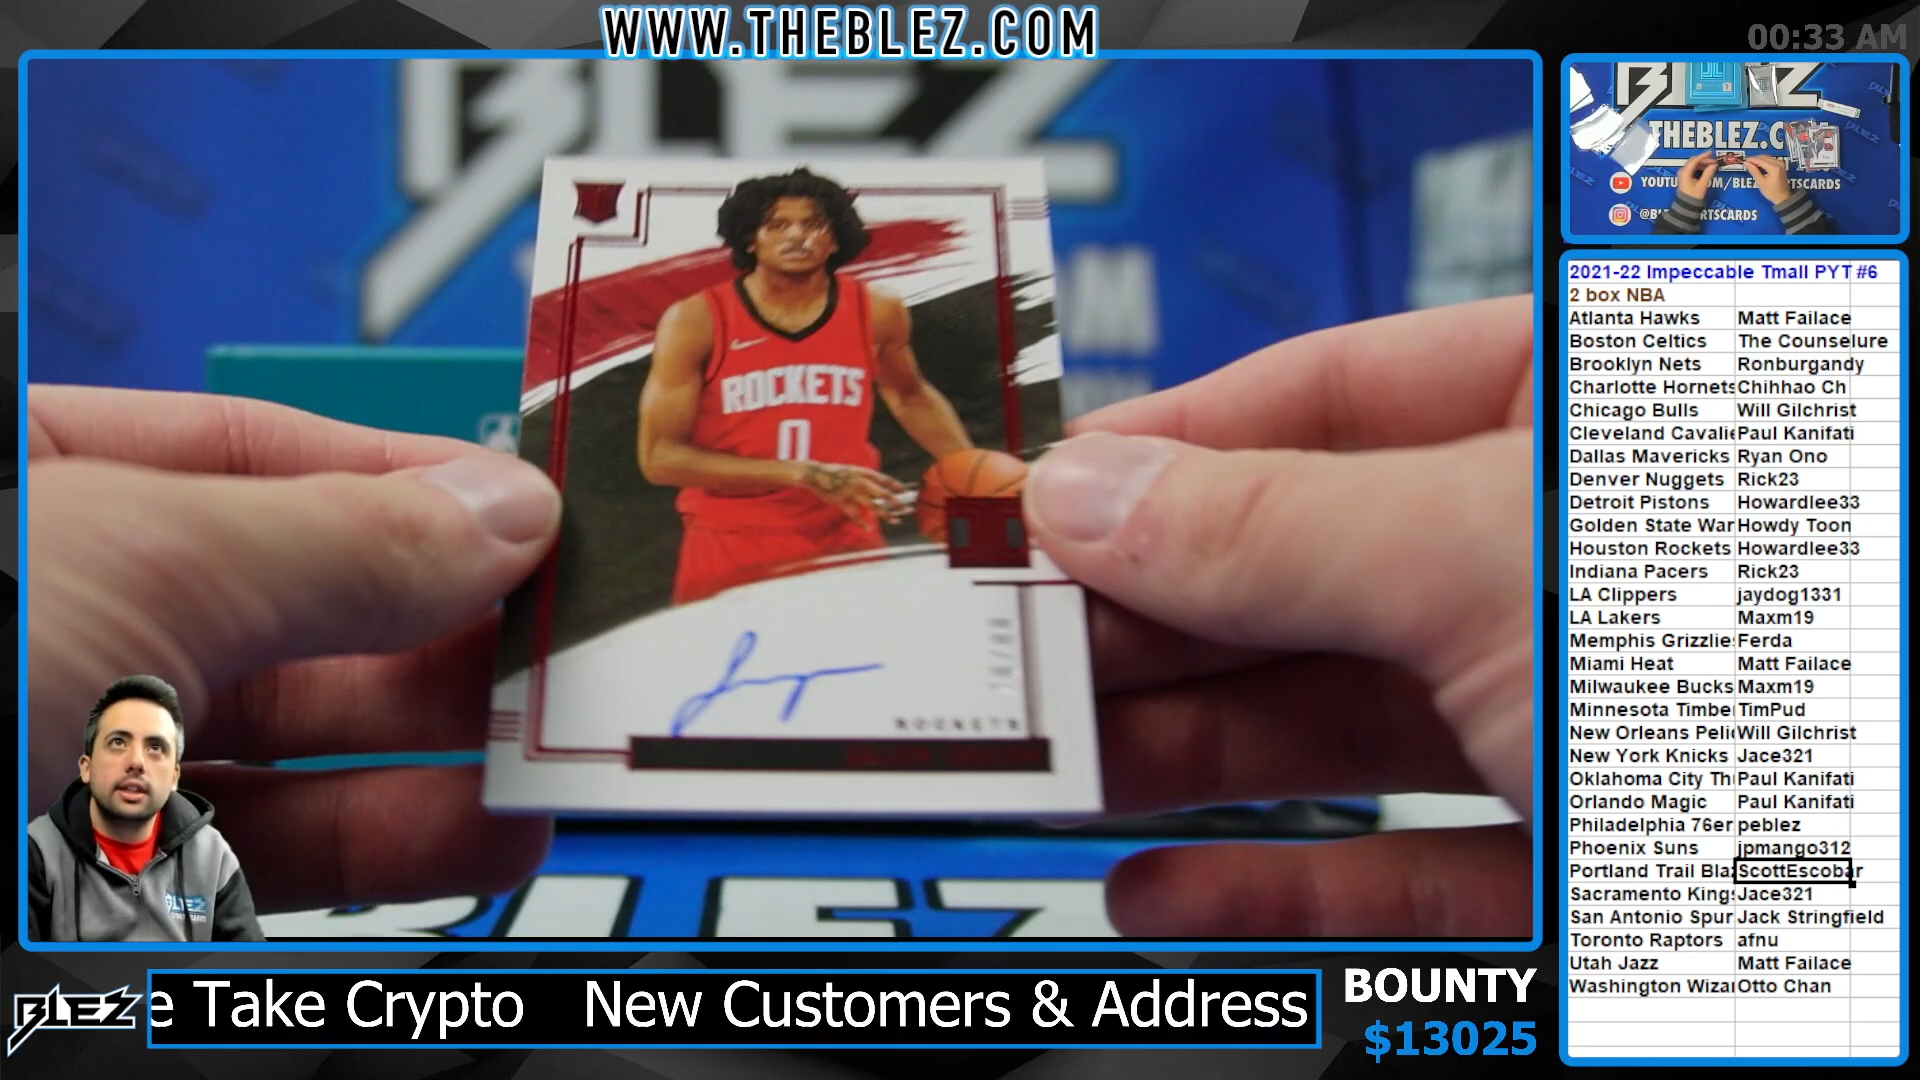 WWW.THEBLEZ.COM
00:33 AM
BLEZ
ROCKETS
0
ROCKETS
BLEZ
THEBLEZ.C
2021-22 Impeccable Tmall PYT #6
2 box NBA
Atlanta Hawks Matt Failace
Boston Celtics The Counselure
Brooklyn Nets Ronburgandy
Charlotte Hornets Chihhao Ch
Chicago Bulls Will Gilchrist
Cleveland Cavalie Paul Kanifati
Dallas Mavericks Ryan Ono
Denver Nuggets Rick23
Detroit Pistons Howardlee33
Golden State War Howdy Toon
Houston Rockets Howardlee33
Indiana Pacers Rick23
LA Clippers jaydog1331
LA Lakers Maxm19
Memphis Grizzlies Ferda
Miami Heat Matt Failace
Milwaukee Bucks Maxm19
Minnesota Timbe TimPud
New Orleans Peli Will Gilchrist
New York Knicks Jace321
Oklahoma City Th Paul Kanifati
Orlando Magic Paul Kanifati
Philadelphia 76er peblez
Phoenix Suns jpmango312
Portland Trail Bla ScottEscobar
Sacramento Kings Jace321
San Antonio Spur Jack Stringfield
Toronto Raptors afnu
Utah Jazz Matt Failace
Washington Wizar Otto Chan
BLEZ
e Take Crypto New Customers & Address
BOUNTY
$13025